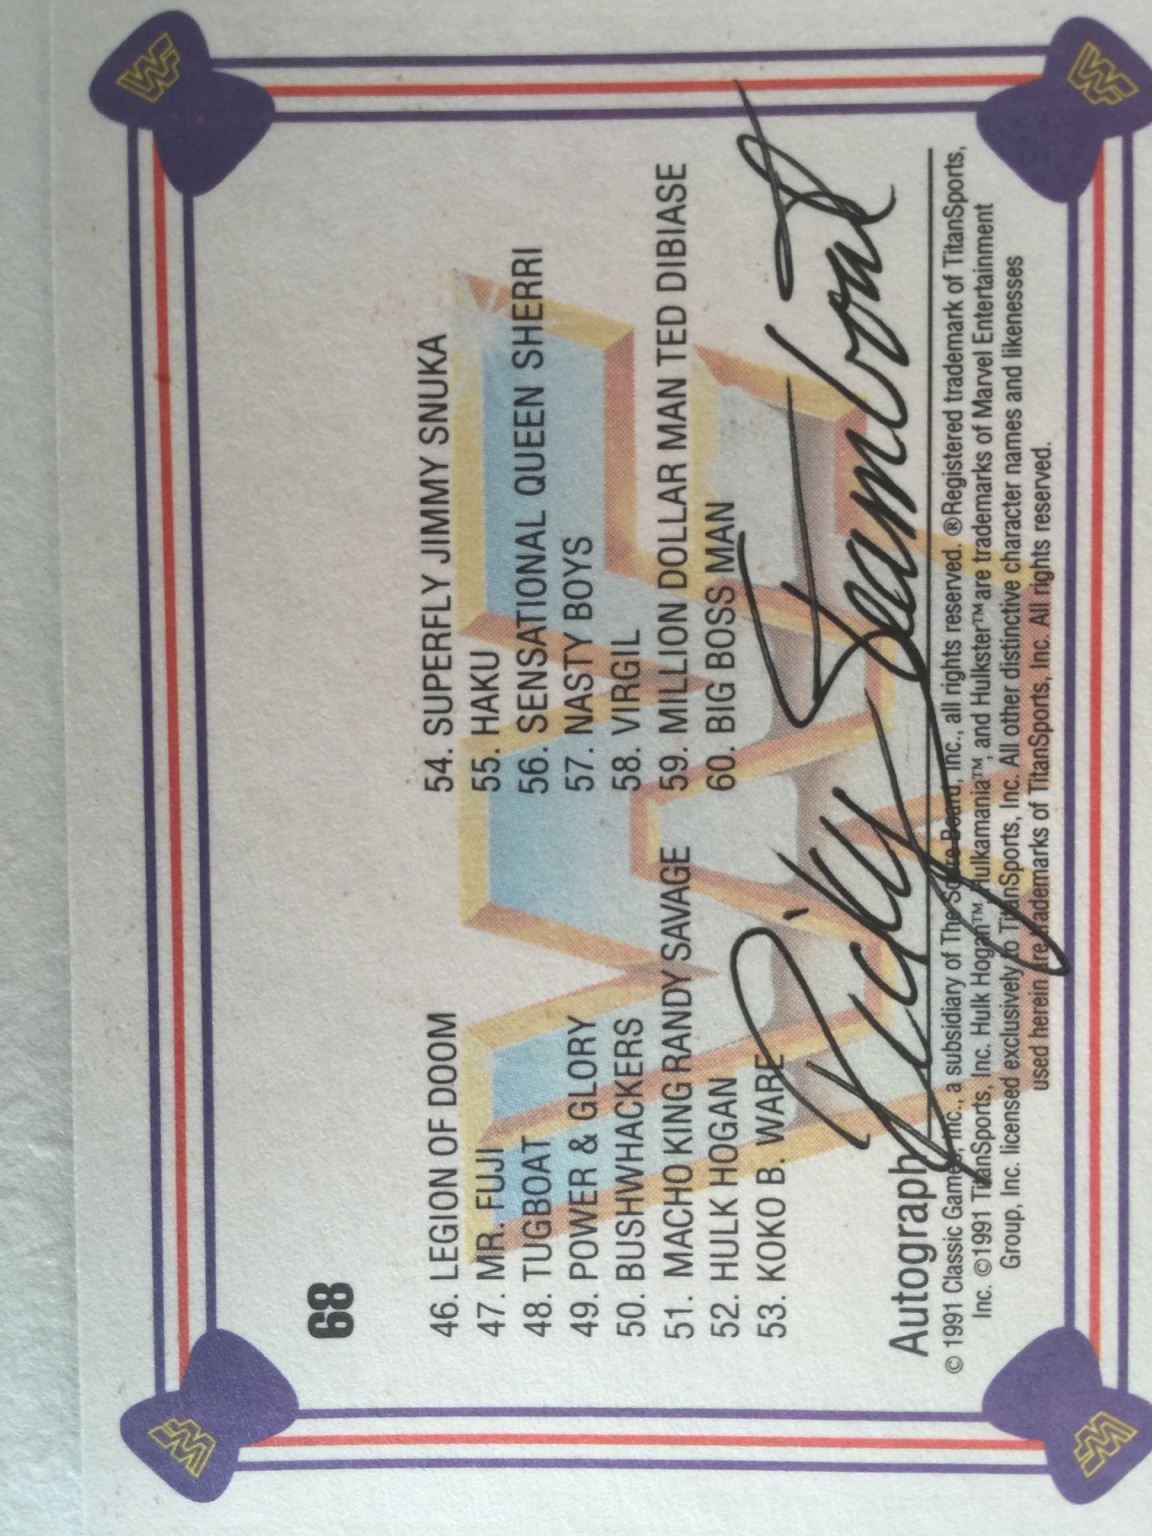 68
46. LEGION OF DOOM
47. MR. FUJI
48. TUGBOAT
49. POWER & GLORY
50. BUSHWHACKERS
51. MACHO KING RANDY SAVAGE
52. HULK HOGAN
53. KOKO B. WARE
54. SUPERFLY JIMMY SNUKA
55. HAKU
56. SENSATIONAL QUEEN SHERRI
57. NASTY BOYS
58. VIRGIL
59. MILLION DOLLAR MAN TED DIBIASE
60. BIG BOSS MAN
Autograph Ricky Steamboat
© 1991 Classic Games, Inc., a subsidiary of The Score Board, Inc., all rights reserved. ®Registered trademark of TitanSports,
Inc. ©1991 TitanSports, Inc. Hulk Hogan™, Hulkamania™, and Hulkster™ are trademarks of Marvel Entertainment
Group, Inc. licensed exclusively to TitanSports, Inc. All other distinctive character names and likenesses
used herein are trademarks of TitanSports, Inc. All rights reserved.